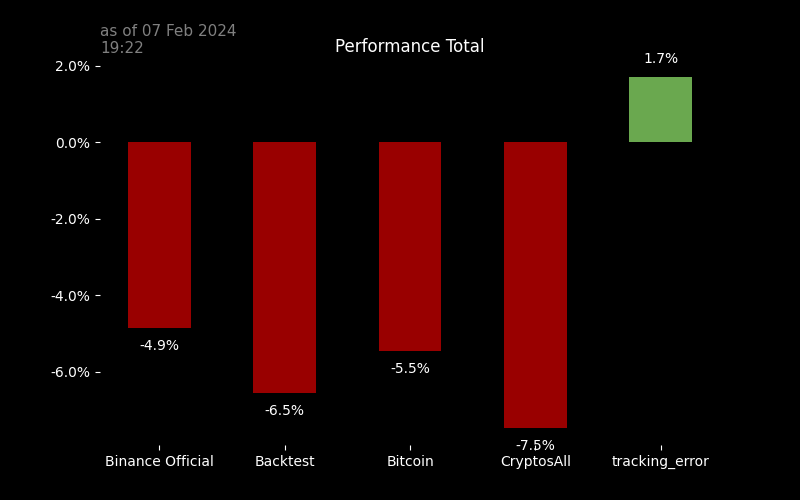 as of 07 Feb 2024
19:22
Performance Total
2.0%
0.0%
-2.0%
-4.0%
-6.0%
1.7%
-4.9%
-6.5%
-5.5%
-7.5%
Binance Official
Backtest
Bitcoin
CryptosAll
tracking_error